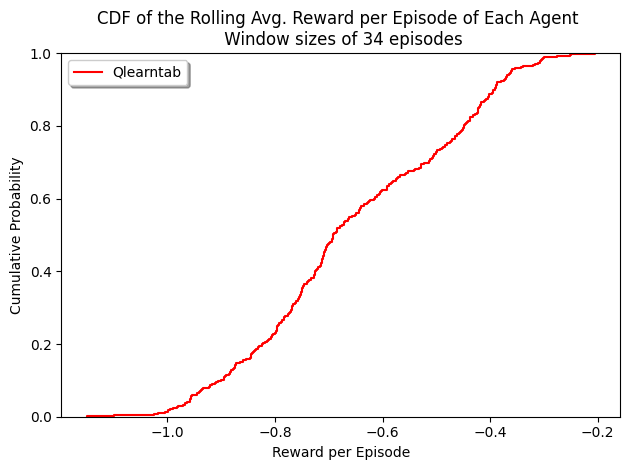 CDF of the Rolling Avg. Reward per Episode of Each Agent
Window sizes of 34 episodes
Qlearntab
Cumulative Probability
1.0
0.8
0.6
0.4
0.2
0.0
−1.0 −0.8 −0.6 −0.4 −0.2
Reward per Episode